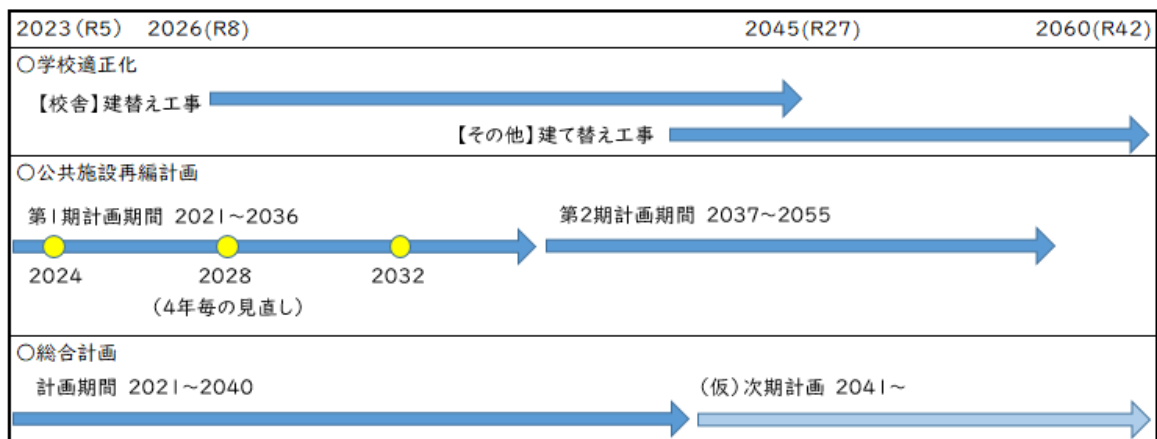 2023(R5) 2026(R8) 2045(R27) 2060(R42)
○学校適正化
【校舎】建替え工事
【その他】建て替え工事
○公共施設再編計画
第1期計画期間 2021~2036 第2期計画期間 2037~2055
2024 2028 2032
(4年毎の見直し)
○総合計画
計画期間 2021~2040 (仮)次期計画 2041~